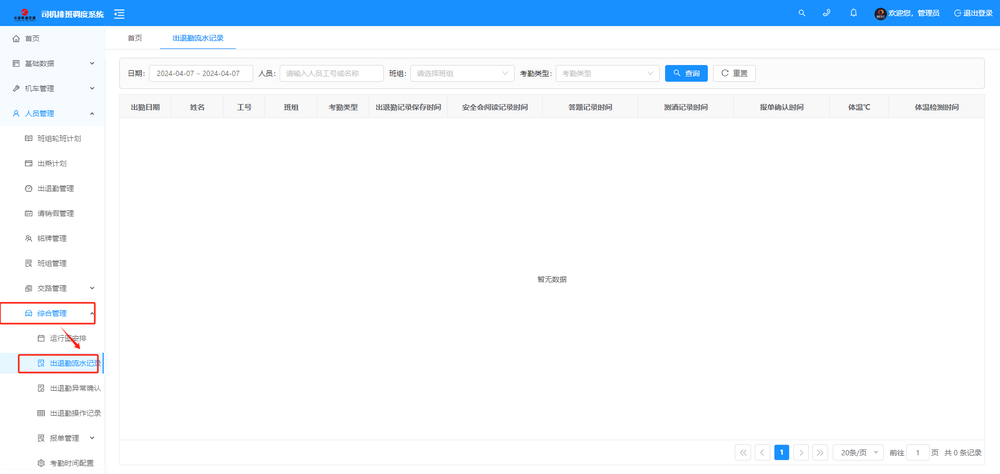 长春轨道交通
司机排班调度系统
欢迎您，管理员
退出登录
首页
基础数据
机车管理
人员管理
班组轮班计划
出乘计划
出退勤管理
请销假管理
铭牌管理
班组管理
交路管理
综合管理
运行图安排
出退勤流水记录
出退勤异常确认
出退勤操作记录
报单管理
考勤时间配置
首页 出退勤流水记录
日期： 2024-04-07 ~ 2024-04-07 人员： 请输入人员工号或名称 班组： 请选择班组 考勤类型： 考勤类型 查询 重置
出勤日期 姓名 工号 班组 考勤类型 出退勤记录保存时间 安全会阅读记录时间 答题记录时间 测酒记录时间 报单确认时间 体温℃ 体温检测时间
暂无数据
1 20条/页 前往 1 页 共 0 条记录